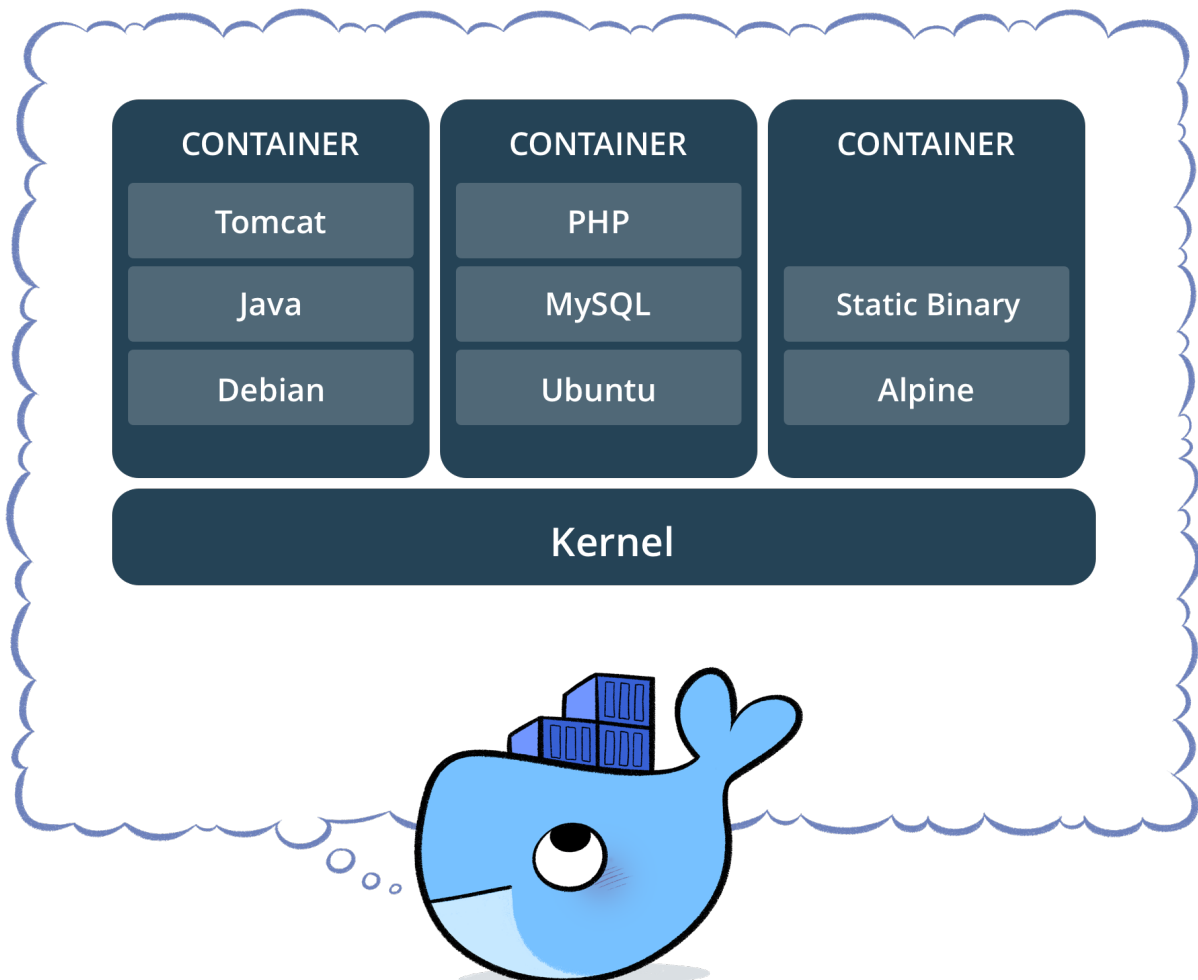 CONTAINER
Tomcat
Java
Debian
CONTAINER
PHP
MySQL
Ubuntu
CONTAINER
Static Binary
Alpine
Kernel